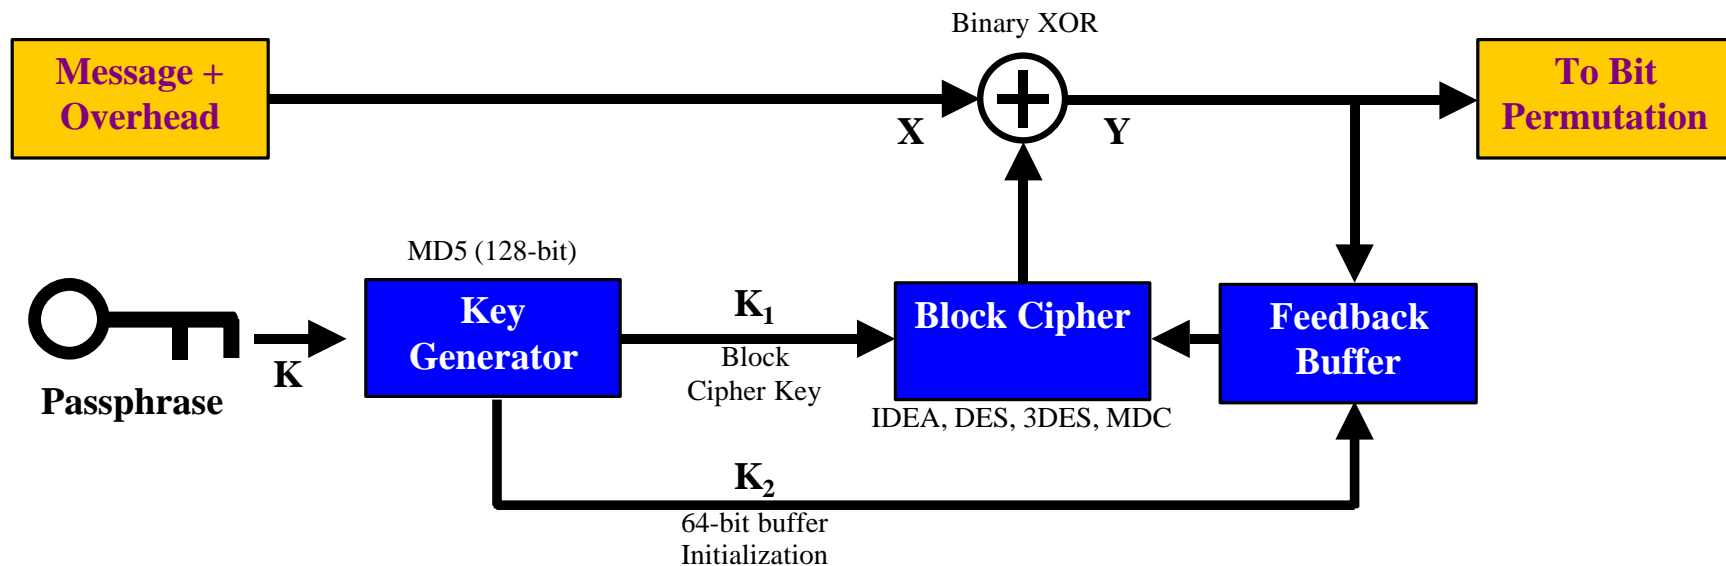 Binary XOR
Message +
Overhead
To Bit
Permutation
X
Y
MD5 (128-bit)
Key
Generator
K₁
Block
Cipher Key
Block Cipher
IDEA, DES, 3DES, MDC
Feedback
Buffer
K
Passphrase
K₂
64-bit buffer
Initialization